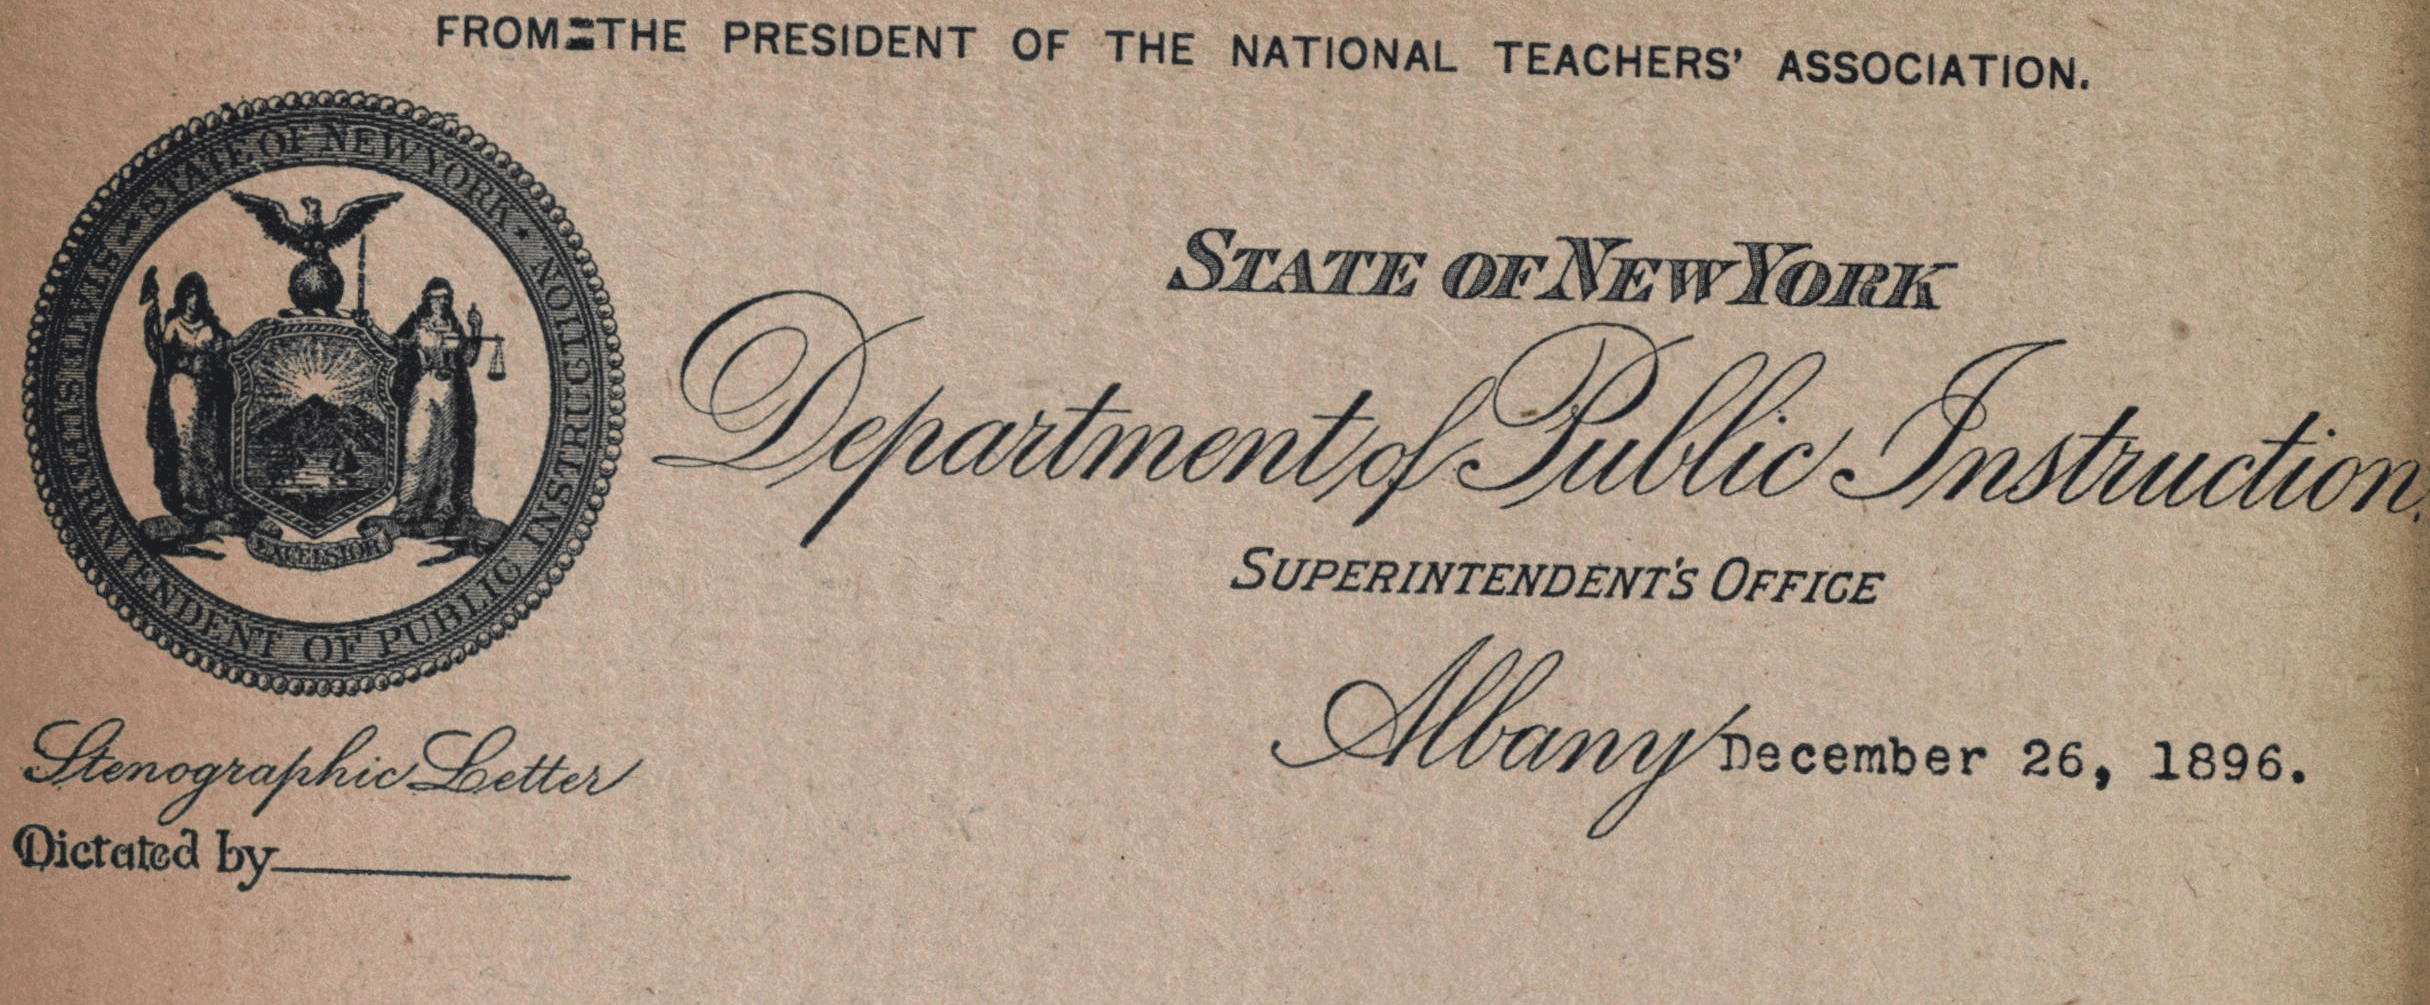 FROM THE PRESIDENT OF THE NATIONAL TEACHERS' ASSOCIATION.
STATE OF NEW YORK · 
SUPERINTENDENT OF PUBLIC INSTRUCTION
EXCELSIOR
STATE OF NEW YORK
Department of Public Instruction.
SUPERINTENDENT'S OFFICE
Albany December 26, 1896.
Stenographic Letter
Dictated by